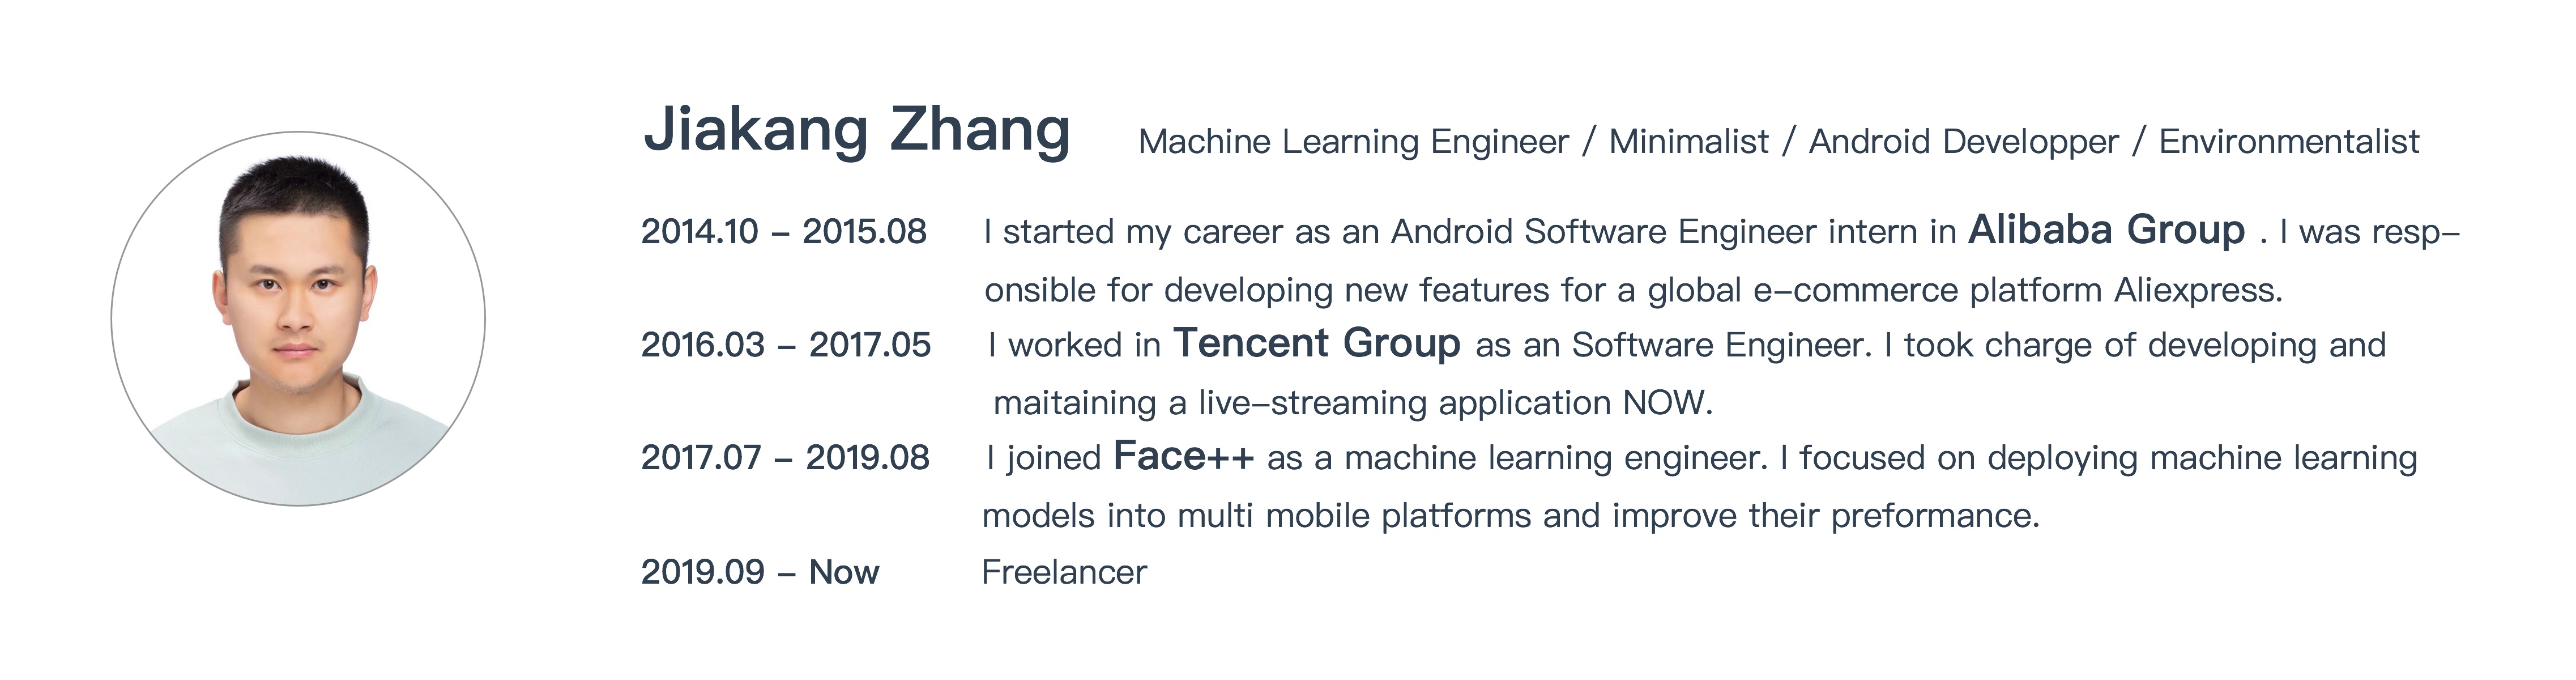 Jiakang Zhang Machine Learning Engineer / Minimalist / Android Developper / Environmentalist
2014.10 – 2015.08 I started my career as an Android Software Engineer intern in Alibaba Group . I was resp–
onsible for developing new features for a global e–commerce platform Aliexpress.
2016.03 – 2017.05 I worked in Tencent Group as an Software Engineer. I took charge of developing and
maitaining a live–streaming application NOW.
2017.07 – 2019.08 I joined Face++ as a machine learning engineer. I focused on deploying machine learning
models into multi mobile platforms and improve their preformance.
2019.09 – Now Freelancer